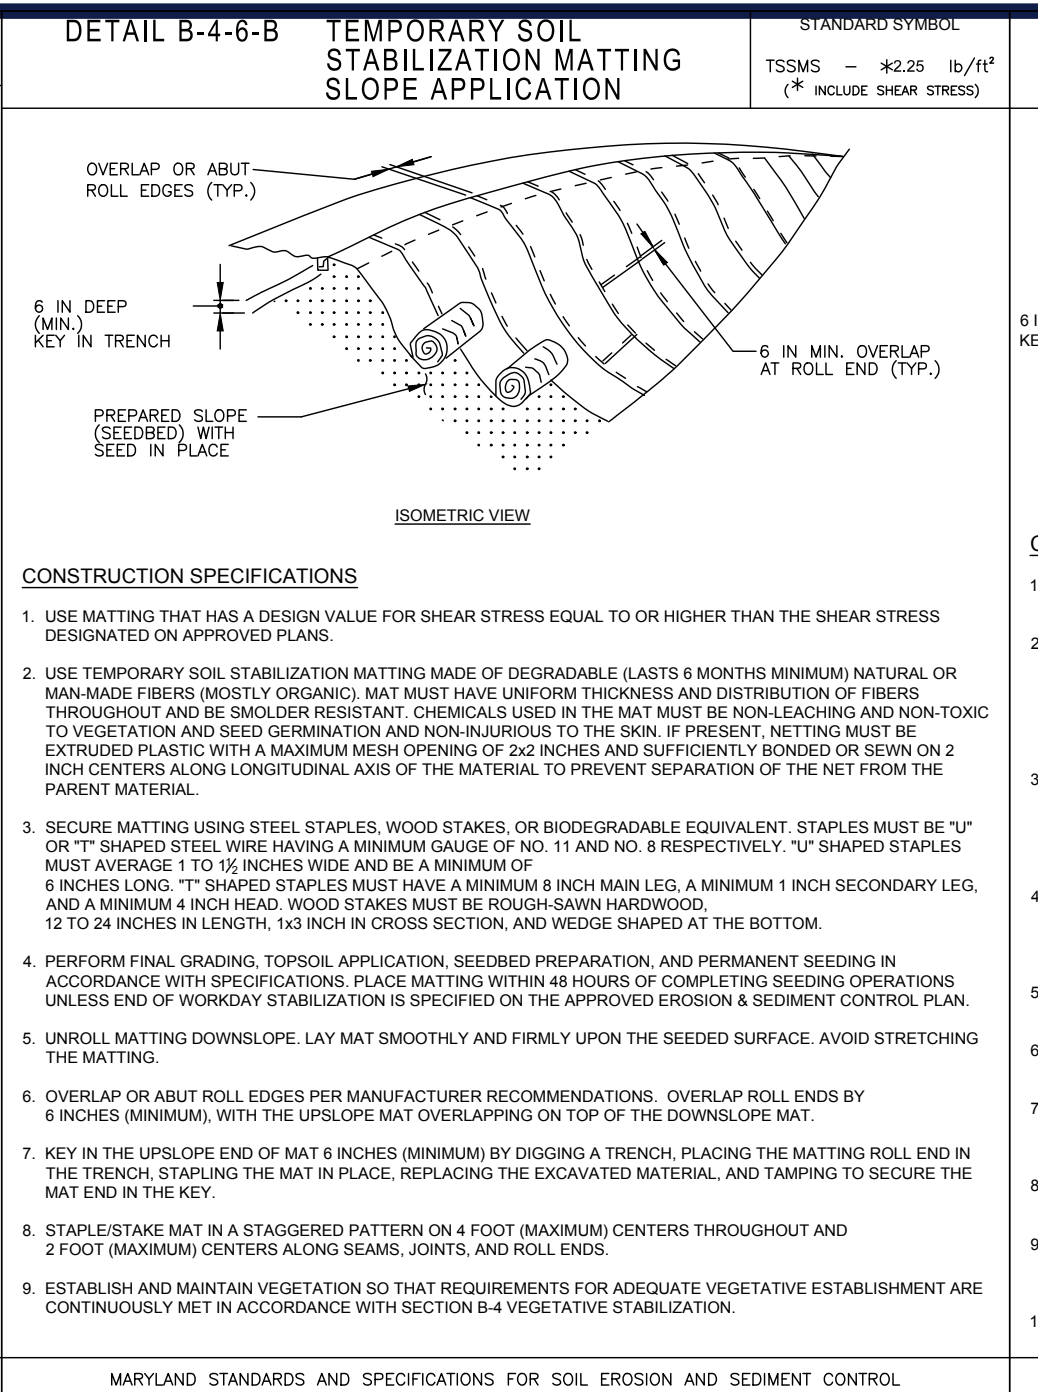 DETAIL B-4-6-B
TEMPORARY SOIL
STABILIZATION MATTING
SLOPE APPLICATION
STANDARD SYMBOL
TSSMS – *2.25 lb/ft²
(* INCLUDE SHEAR STRESS)
OVERLAP OR ABUT
ROLL EDGES (TYP.)
6 IN DEEP
(MIN.)
KEY IN TRENCH
6 IN MIN. OVERLAP
AT ROLL END (TYP.)
PREPARED SLOPE
(SEEDBED) WITH
SEED IN PLACE
ISOMETRIC VIEW
CONSTRUCTION SPECIFICATIONS
1. USE MATTING THAT HAS A DESIGN VALUE FOR SHEAR STRESS EQUAL TO OR HIGHER THAN THE SHEAR STRESS
DESIGNATED ON APPROVED PLANS.
2. USE TEMPORARY SOIL STABILIZATION MATTING MADE OF DEGRADABLE (LASTS 6 MONTHS MINIMUM) NATURAL OR
MAN-MADE FIBERS (MOSTLY ORGANIC). MAT MUST HAVE UNIFORM THICKNESS AND DISTRIBUTION OF FIBERS
THROUGHOUT AND BE SMOLDER RESISTANT. CHEMICALS USED IN THE MAT MUST BE NON-LEACHING AND NON-TOXIC
TO VEGETATION AND SEED GERMINATION AND NON-INJURIOUS TO THE SKIN. IF PRESENT, NETTING MUST BE
EXTRUDED PLASTIC WITH A MAXIMUM MESH OPENING OF 2x2 INCHES AND SUFFICIENTLY BONDED OR SEWN ON 2
INCH CENTERS ALONG LONGITUDINAL AXIS OF THE MATERIAL TO PREVENT SEPARATION OF THE NET FROM THE
PARENT MATERIAL.
3. SECURE MATTING USING STEEL STAPLES, WOOD STAKES, OR BIODEGRADABLE EQUIVALENT. STAPLES MUST BE "U"
OR "T" SHAPED STEEL WIRE HAVING A MINIMUM GAUGE OF NO. 11 AND NO. 8 RESPECTIVELY. "U" SHAPED STAPLES
MUST AVERAGE 1 TO 1½ INCHES WIDE AND BE A MINIMUM OF
6 INCHES LONG. "T" SHAPED STAPLES MUST HAVE A MINIMUM 8 INCH MAIN LEG, A MINIMUM 1 INCH SECONDARY LEG,
AND A MINIMUM 4 INCH HEAD. WOOD STAKES MUST BE ROUGH-SAWN HARDWOOD,
12 TO 24 INCHES IN LENGTH, 1x3 INCH IN CROSS SECTION, AND WEDGE SHAPED AT THE BOTTOM.
4. PERFORM FINAL GRADING, TOPSOIL APPLICATION, SEEDBED PREPARATION, AND PERMANENT SEEDING IN
ACCORDANCE WITH SPECIFICATIONS. PLACE MATTING WITHIN 48 HOURS OF COMPLETING SEEDING OPERATIONS
UNLESS END OF WORKDAY STABILIZATION IS SPECIFIED ON THE APPROVED EROSION & SEDIMENT CONTROL PLAN.
5. UNROLL MATTING DOWNSLOPE. LAY MAT SMOOTHLY AND FIRMLY UPON THE SEEDED SURFACE. AVOID STRETCHING
THE MATTING.
6. OVERLAP OR ABUT ROLL EDGES PER MANUFACTURER RECOMMENDATIONS. OVERLAP ROLL ENDS BY
6 INCHES (MINIMUM), WITH THE UPSLOPE MAT OVERLAPPING ON TOP OF THE DOWNSLOPE MAT.
7. KEY IN THE UPSLOPE END OF MAT 6 INCHES (MINIMUM) BY DIGGING A TRENCH, PLACING THE MATTING ROLL END IN
THE TRENCH, STAPLING THE MAT IN PLACE, REPLACING THE EXCAVATED MATERIAL, AND TAMPING TO SECURE THE
MAT END IN THE KEY.
8. STAPLE/STAKE MAT IN A STAGGERED PATTERN ON 4 FOOT (MAXIMUM) CENTERS THROUGHOUT AND
2 FOOT (MAXIMUM) CENTERS ALONG SEAMS, JOINTS, AND ROLL ENDS.
9. ESTABLISH AND MAINTAIN VEGETATION SO THAT REQUIREMENTS FOR ADEQUATE VEGETATIVE ESTABLISHMENT ARE
CONTINUOUSLY MET IN ACCORDANCE WITH SECTION B-4 VEGETATIVE STABILIZATION.
MARYLAND STANDARDS AND SPECIFICATIONS FOR SOIL EROSION AND SEDIMENT CONTROL